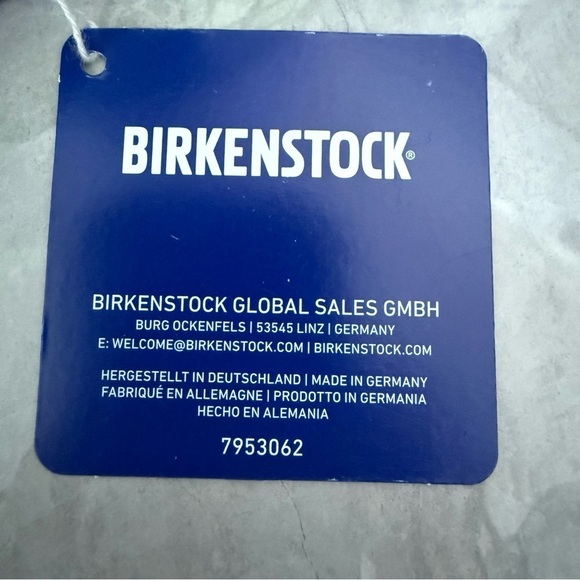 BIRKENSTOCK®
BIRKENSTOCK GLOBAL SALES GMBH
BURG OCKENFELS | 53545 LINZ | GERMANY
E: WELCOME@BIRKENSTOCK.COM | BIRKENSTOCK.COM
HERGESTELLT IN DEUTSCHLAND | MADE IN GERMANY
FABRIQUÉ EN ALLEMAGNE | PRODOTTO IN GERMANIA
HECHO EN ALEMANIA
7953062